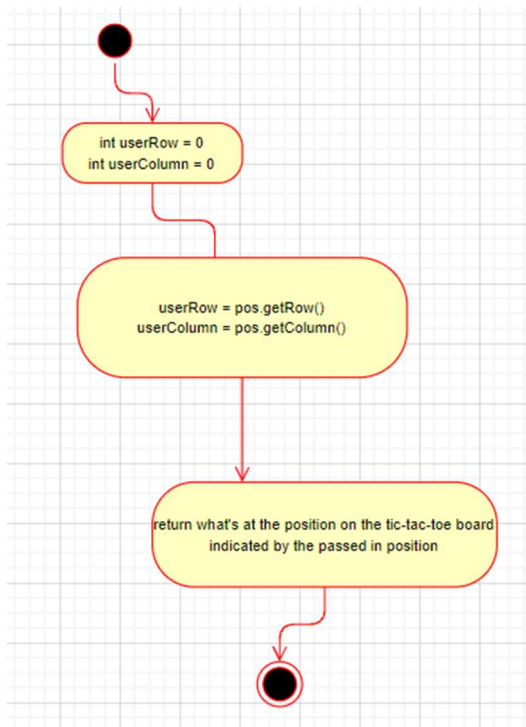 int userRow = 0
int userColumn = 0
userRow = pos.getRow()
userColumn = pos.getColumn()
return what's at the position on the tic-tac-toe board
indicated by the passed in position